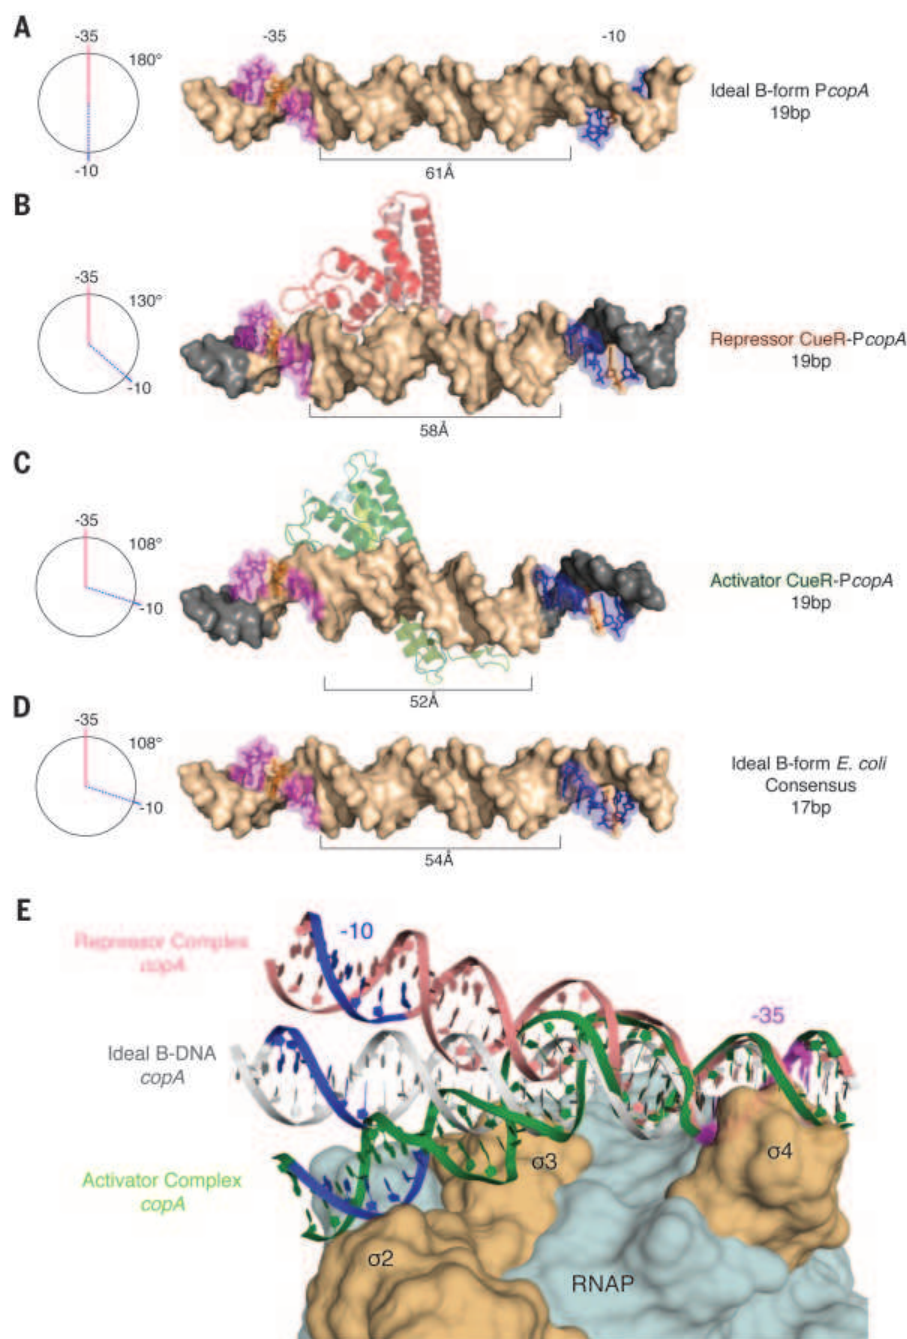 A
-35
180°
-10
-35
-10
61Å
Ideal B-form PcopA
19bp
B
-35
130°
-10
58Å
Repressor CueR-PcopA
19bp
C
-35
108°
-10
52Å
Activator CueR-PcopA
19bp
D
-35
108°
-10
54Å
Ideal B-form E. coli
Consensus
17bp
E
Repressor Complex
copA
-10
-35
Ideal B-DNA
copA
Activator Complex
copA
σ3
σ4
σ2
RNAP